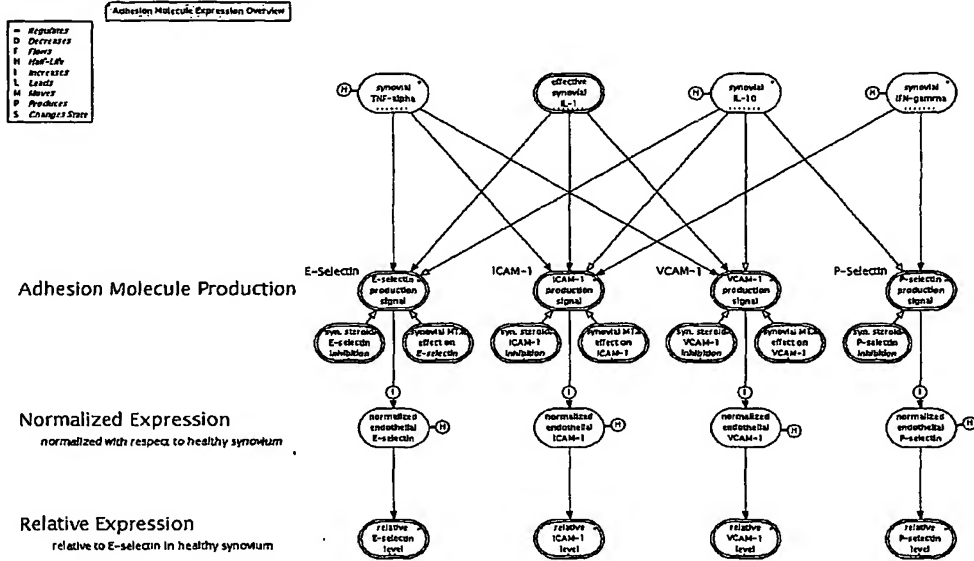 Adhesion Molecule Expression Overview
= Regulates
D Decreases
F Flows
H Half-Life
I Increases
L Leads
M Moves
P Produces
S Changes State
H
synovial
TNF-alpha
effective
synovial
IL-1
H
synovial
IL-10
H
synovial
IFN-gamma
Adhesion Molecule Production
E-Selectin
E-selectin
production
signal
ICAM-1
ICAM-1
production
signal
VCAM-1
VCAM-1
production
signal
P-Selectin
P-selectin
production
signal
Syn. steroid
E-selectin
inhibition
Synovial MTX
effect on
E-selectin
Syn. steroid
ICAM-1
inhibition
Synovial MTX
effect on
ICAM-1
Syn. steroid
VCAM-1
inhibition
Synovial MTX
effect on
VCAM-1
Syn. steroid
P-selectin
inhibition
I
I
I
I
Normalized Expression
normalized with respect to healthy synovium
normalized
endothelial
E-selectin
H
normalized
endothelial
ICAM-1
H
normalized
endothelial
VCAM-1
H
normalized
endothelial
P-selectin
H
Relative Expression
relative to E-selectin in healthy synovium
relative
E-selectin
level
relative
ICAM-1
level
relative
VCAM-1
level
relative
P-selectin
level